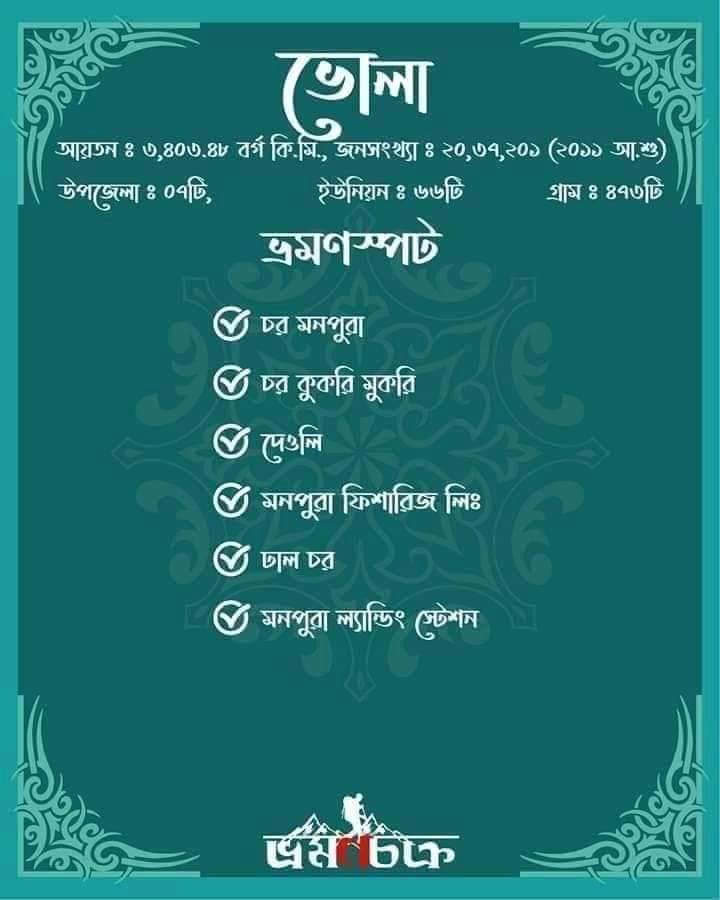 ভোলা
আয়তন ঃ ৩,৪০৩.৪৮ বর্গ কি.মি., জনসংখ্যা ঃ ২০,৩৭,২০১ (২০১১ আ.শু)
উপজেলা ঃ ০৭টি, ইউনিয়ন ঃ ৬৬টি গ্রাম ঃ ৪৭৩টি
ভ্রমণস্পট
চর মনপুরা
চর কুকরি মুকরি
দেওলি
মনপুরা ফিশারিজ লিঃ
ঢাল চর
মনপুরা ল্যান্ডিং স্টেশন
ভ্রমণচক্র